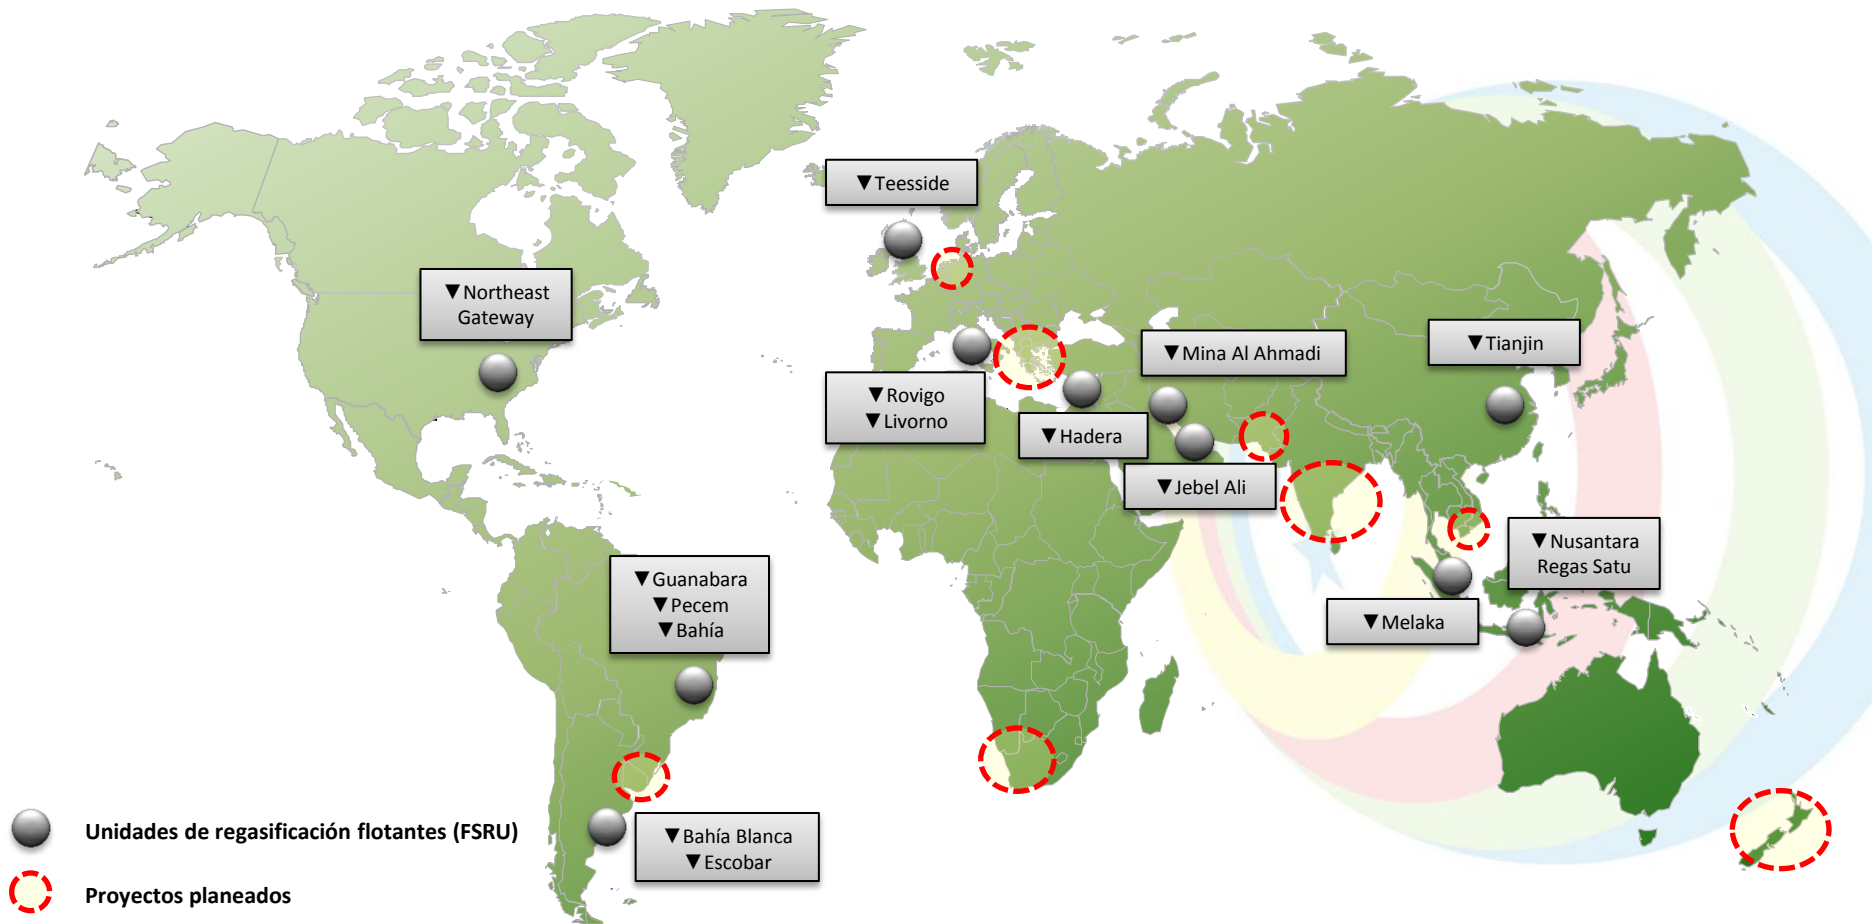 ▼Teesside
▼Northeast
Gateway
▼Mina Al Ahmadi
▼Tianjin
▼Rovigo
▼Livorno
▼Hadera
▼Jebel Ali
▼Nusantara
Regas Satu
▼Guanabara
▼Pecem
▼Bahía
▼Melaka
Unidades de regasificación flotantes (FSRU)
▼Bahía Blanca
▼Escobar
Proyectos planeados